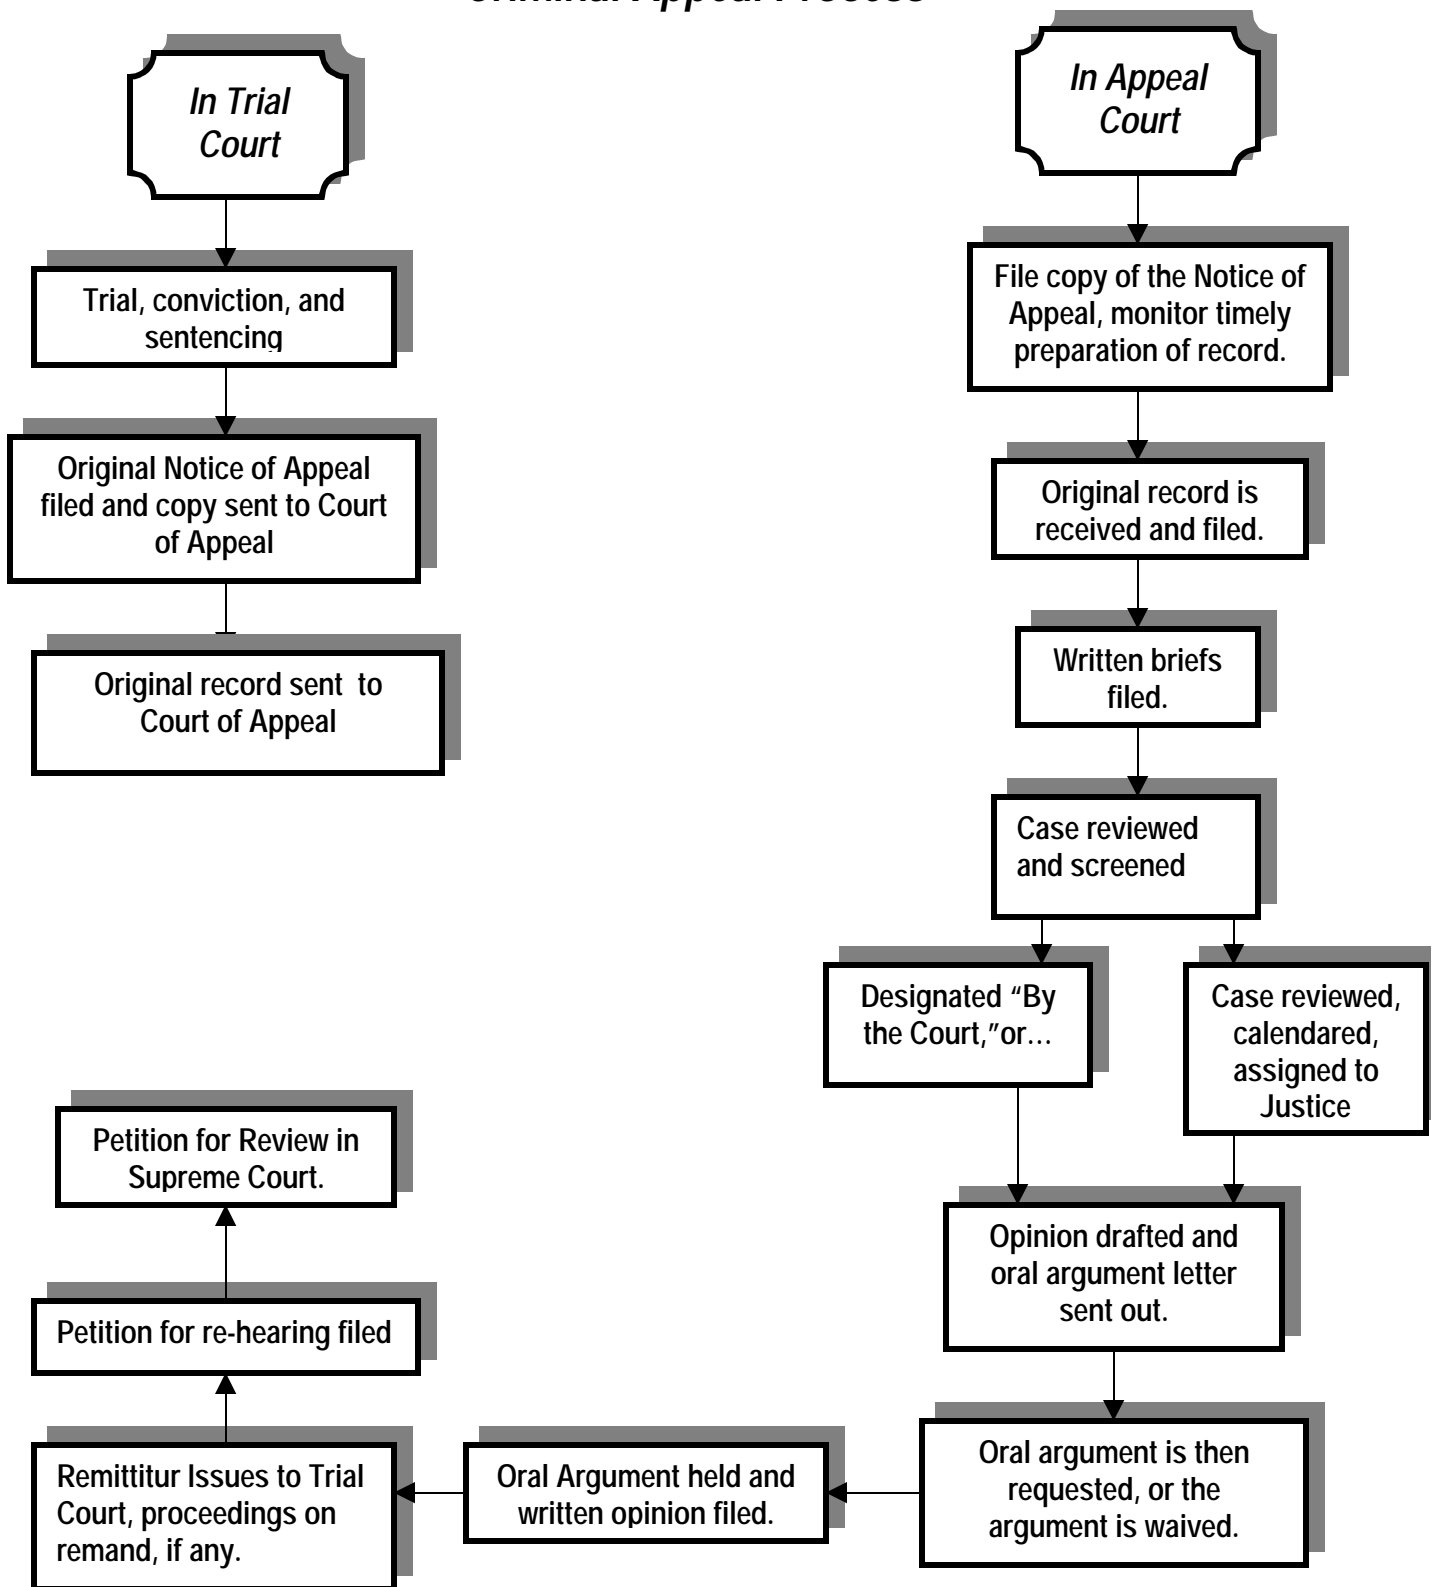 Criminal Appeal Process
In Trial
Court
Trial, conviction, and
sentencing
Original Notice of Appeal
filed and copy sent to Court
of Appeal
Original record sent to
Court of Appeal
In Appeal
Court
File copy of the Notice of
Appeal, monitor timely
preparation of record.
Original record is
received and filed.
Written briefs
filed.
Case reviewed
and screened
Designated “By
the Court,”or…
Case reviewed,
calendared,
assigned to
Justice
Opinion drafted and
oral argument letter
sent out.
Oral argument is then
requested, or the
argument is waived.
Oral Argument held and
written opinion filed.
Remittitur Issues to Trial
Court, proceedings on
remand, if any.
Petition for re-hearing filed
Petition for Review in
Supreme Court.